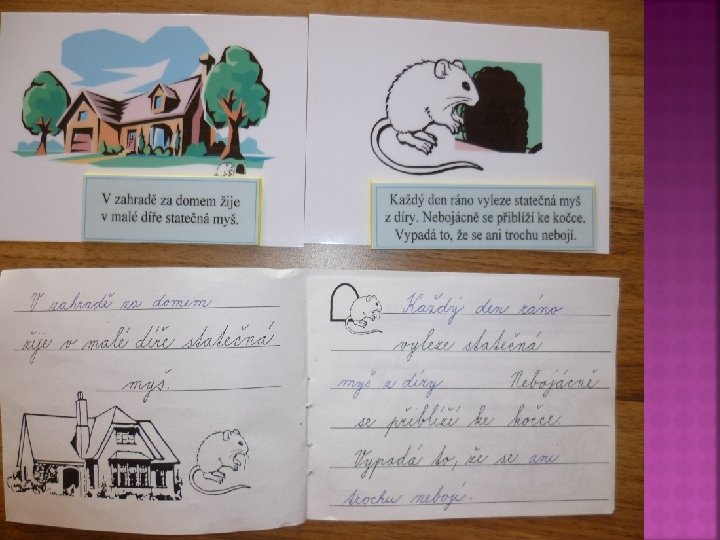 V zahradě za domem žije
v malé díře statečná myš.
Každý den ráno vyleze statečná myš
z díry. Nebojácně se přiblíží ke kočce.
Vypadá to, že se ani trochu nebojí.
V zahradě za domem
žije v malé díře statečná
myš.
Každý den ráno
vyleze statečná
myš z díry Nebojácně
se přiblíží ke kočce.
Vypadá to, že se ani
trochu nebojí.